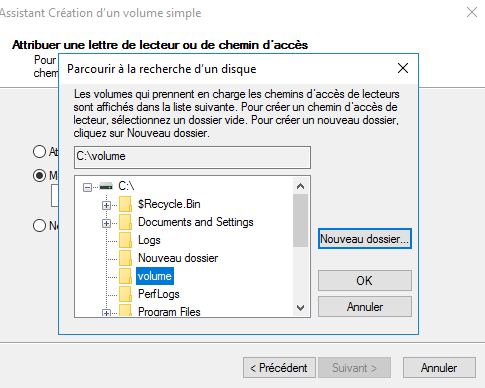 Assistant Création d'un volume simple
Attribuer une lettre de lecteur ou de chemin d'accès
Pour
chem
Parcourir à la recherche d'un disque
Les volumes qui prennent en charge les chemins d'accès de lecteurs
sont affichés dans la liste suivante. Pour créer un chemin d'accès de
lecteur, sélectionnez un dossier vide. Pour créer un nouveau dossier,
cliquez sur Nouveau dossier.
C:\volume
At
M
No
C:\
$Recycle.Bin
Documents and Settings
Logs
Nouveau dossier
volume
PerfLogs
Program Files
Nouveau dossier...
OK
Annuler
< Précédent
Suivant >
Annuler